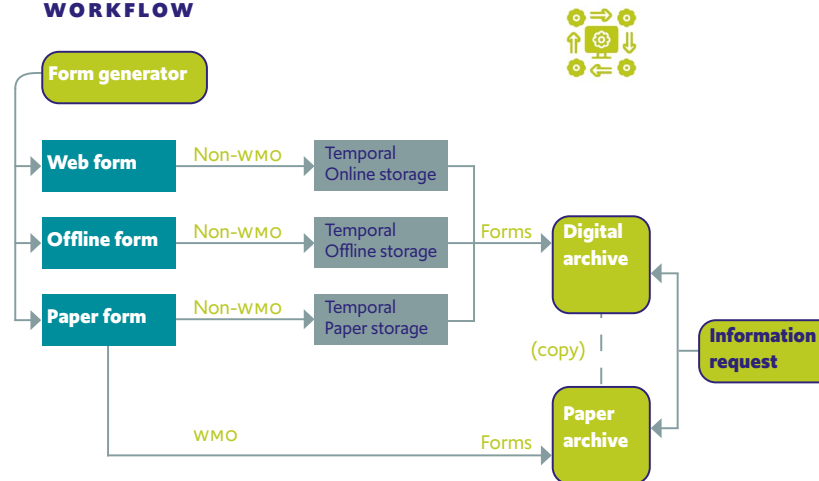 WORKFLOW
Form generator
Web form
Non-WMO
Temporal
Online storage
Offline form
Non-WMO
Temporal
Offline storage
Forms
Digital
archive
Paper form
Non-WMO
Temporal
Paper storage
(copy)
Information
request
WMO
Forms
Paper
archive